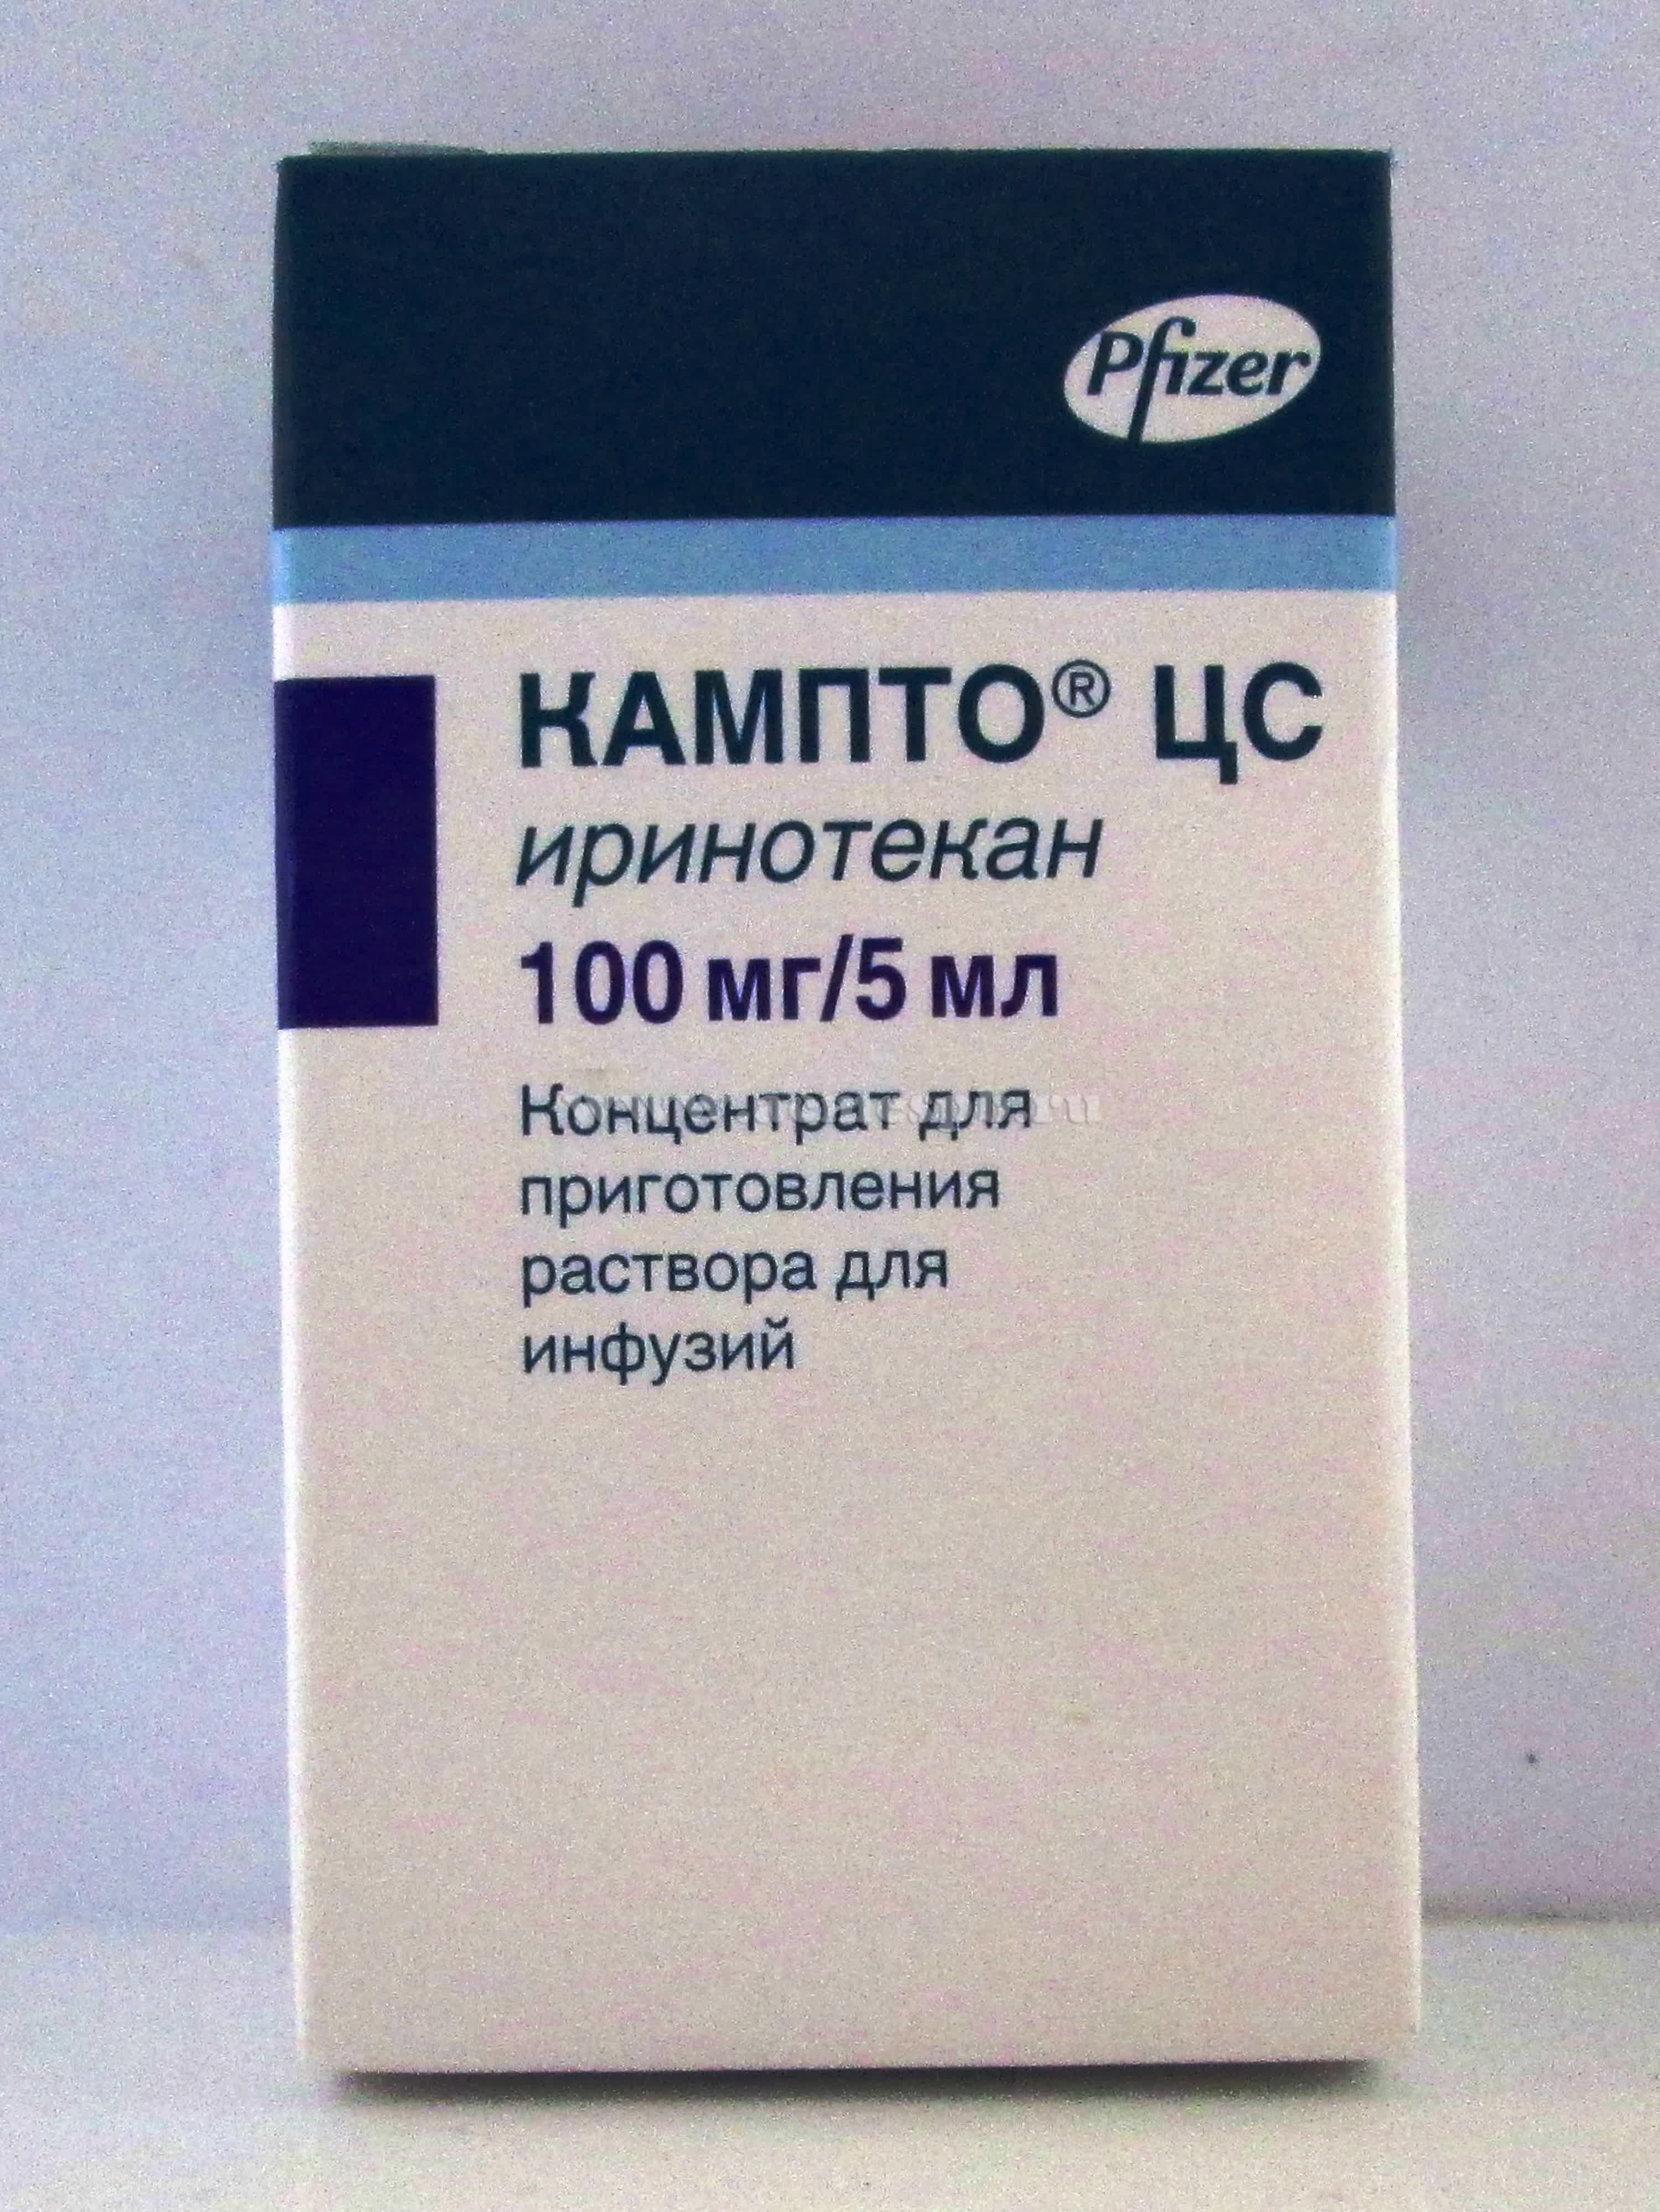 Pfizer
КАМПТО® ЦС
иринотекан
100 мг/5 мл
Концентрат для
приготовления
раствора для
инфузий